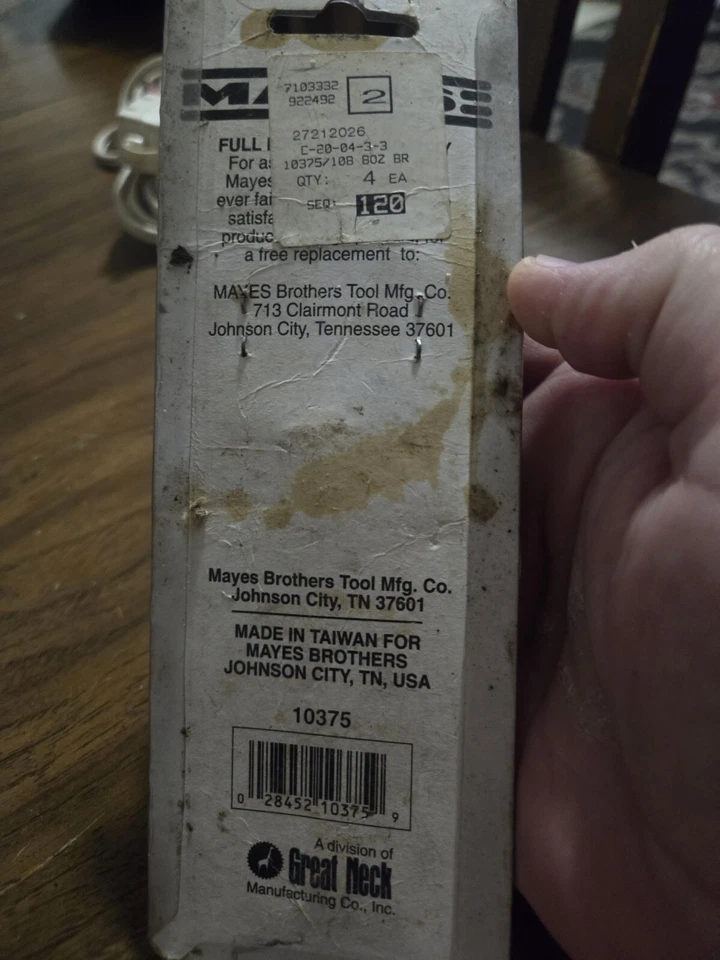 7103332
922492
2
27212026
C-20-04-3-3
10375/10B BOZ BR
QTY: 4 EA
SEQ: 120
FULL
For
Mayes
ever
a free replacement to:
MAYES Brothers Tool Mfg. Co.
713 Clairmont Road
Johnson City, Tennessee 37601
Mayes Brothers Tool Mfg. Co.
Johnson City, TN 37601
MADE IN TAIWAN FOR
MAYES BROTHERS
JOHNSON CITY, TN, USA
10375
0 28452 10375 9
A division of
Great Neck
Manufacturing Co., Inc.